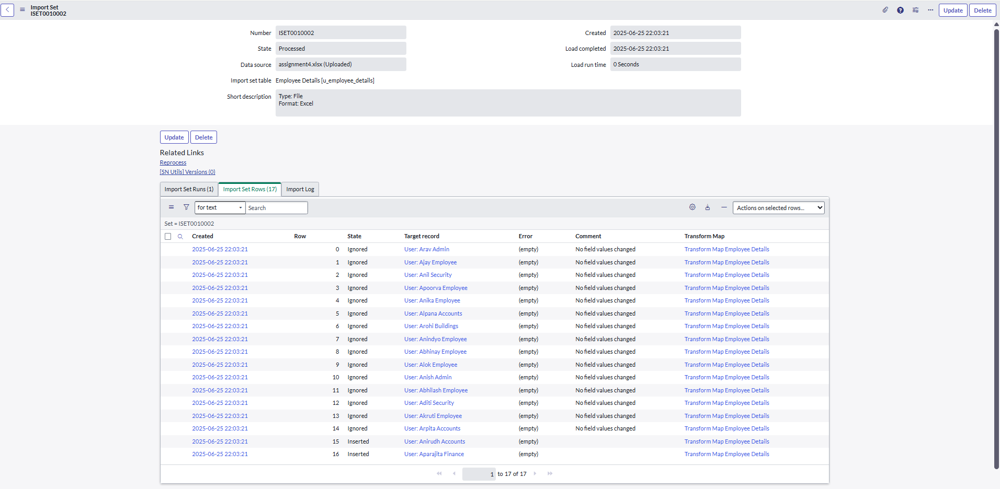 Import Set
ISET0010002
Update Delete
Number ISET0010002
Created 2025-06-25 22:03:21
State Processed
Load completed 2025-06-25 22:03:21
Data source assignment4.xlsx (Uploaded)
Load run time 0 Seconds
Import set table Employee Details [u_employee_details]
Short description Type: File
Format: Excel
Update Delete
Related Links
Reprocess
[SN Utils] Versions (0)
Import Set Runs (1) Import Set Rows (17) Import Log
for text Search Actions on selected rows...
Set = ISET0010002
Created Row State Target record Error Comment Transform Map
2025-06-25 22:03:21 0 Ignored User: Arav Admin (empty) No field values changed Transform Map Employee Details
2025-06-25 22:03:21 1 Ignored User: Ajay Employee (empty) No field values changed Transform Map Employee Details
2025-06-25 22:03:21 2 Ignored User: Anil Security (empty) No field values changed Transform Map Employee Details
2025-06-25 22:03:21 3 Ignored User: Apoorva Employee (empty) No field values changed Transform Map Employee Details
2025-06-25 22:03:21 4 Ignored User: Anika Employee (empty) No field values changed Transform Map Employee Details
2025-06-25 22:03:21 5 Ignored User: Alpana Accounts (empty) No field values changed Transform Map Employee Details
2025-06-25 22:03:21 6 Ignored User: Arohi Buildings (empty) No field values changed Transform Map Employee Details
2025-06-25 22:03:21 7 Ignored User: Anindyo Employee (empty) No field values changed Transform Map Employee Details
2025-06-25 22:03:21 8 Ignored User: Abhinay Employee (empty) No field values changed Transform Map Employee Details
2025-06-25 22:03:21 9 Ignored User: Alok Employee (empty) No field values changed Transform Map Employee Details
2025-06-25 22:03:21 10 Ignored User: Anish Admin (empty) No field values changed Transform Map Employee Details
2025-06-25 22:03:21 11 Ignored User: Abhilash Employee (empty) No field values changed Transform Map Employee Details
2025-06-25 22:03:21 12 Ignored User: Aditi Security (empty) No field values changed Transform Map Employee Details
2025-06-25 22:03:21 13 Ignored User: Akruti Employee (empty) No field values changed Transform Map Employee Details
2025-06-25 22:03:21 14 Ignored User: Arpita Accounts (empty) No field values changed Transform Map Employee Details
2025-06-25 22:03:21 15 Inserted User: Anirudh Accounts (empty) Transform Map Employee Details
2025-06-25 22:03:21 16 Inserted User: Aparajita Finance (empty) Transform Map Employee Details
1 to 17 of 17